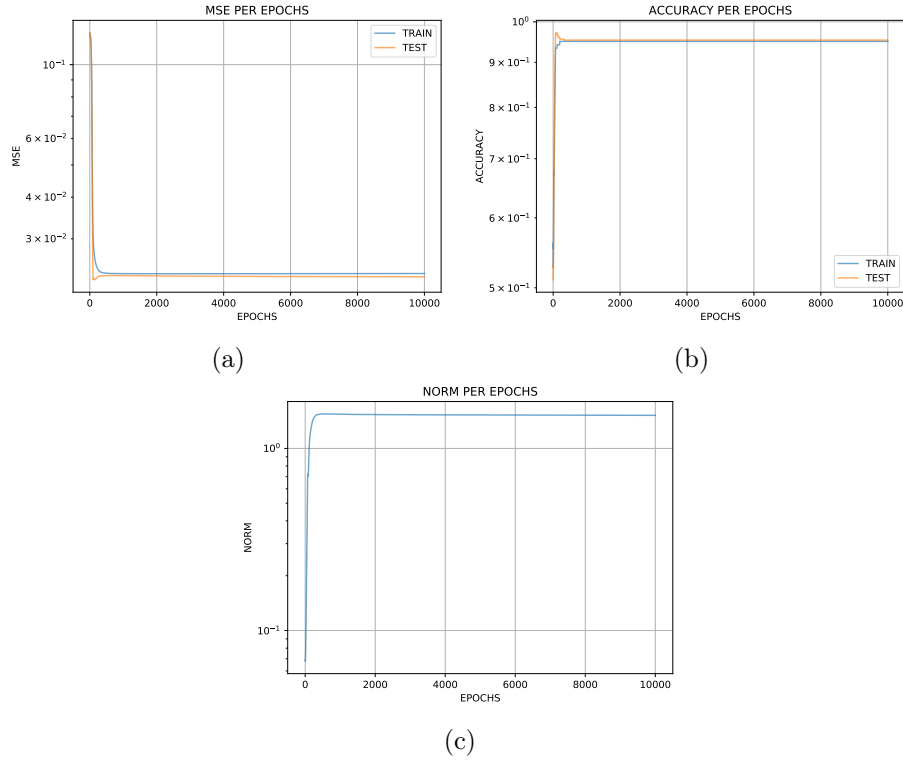 MSE PER EPOCHS
TRAIN
TEST
10⁻¹
6 × 10⁻²
4 × 10⁻²
3 × 10⁻²
MSE
0 2000 4000 6000 8000 10000
EPOCHS
(a)
ACCURACY PER EPOCHS
10⁰
9 × 10⁻¹
8 × 10⁻¹
7 × 10⁻¹
6 × 10⁻¹
5 × 10⁻¹
ACCURACY
TRAIN
TEST
0 2000 4000 6000 8000 10000
EPOCHS
(b)
NORM PER EPOCHS
10⁰
10⁻¹
NORM
0 2000 4000 6000 8000 10000
EPOCHS
(c)